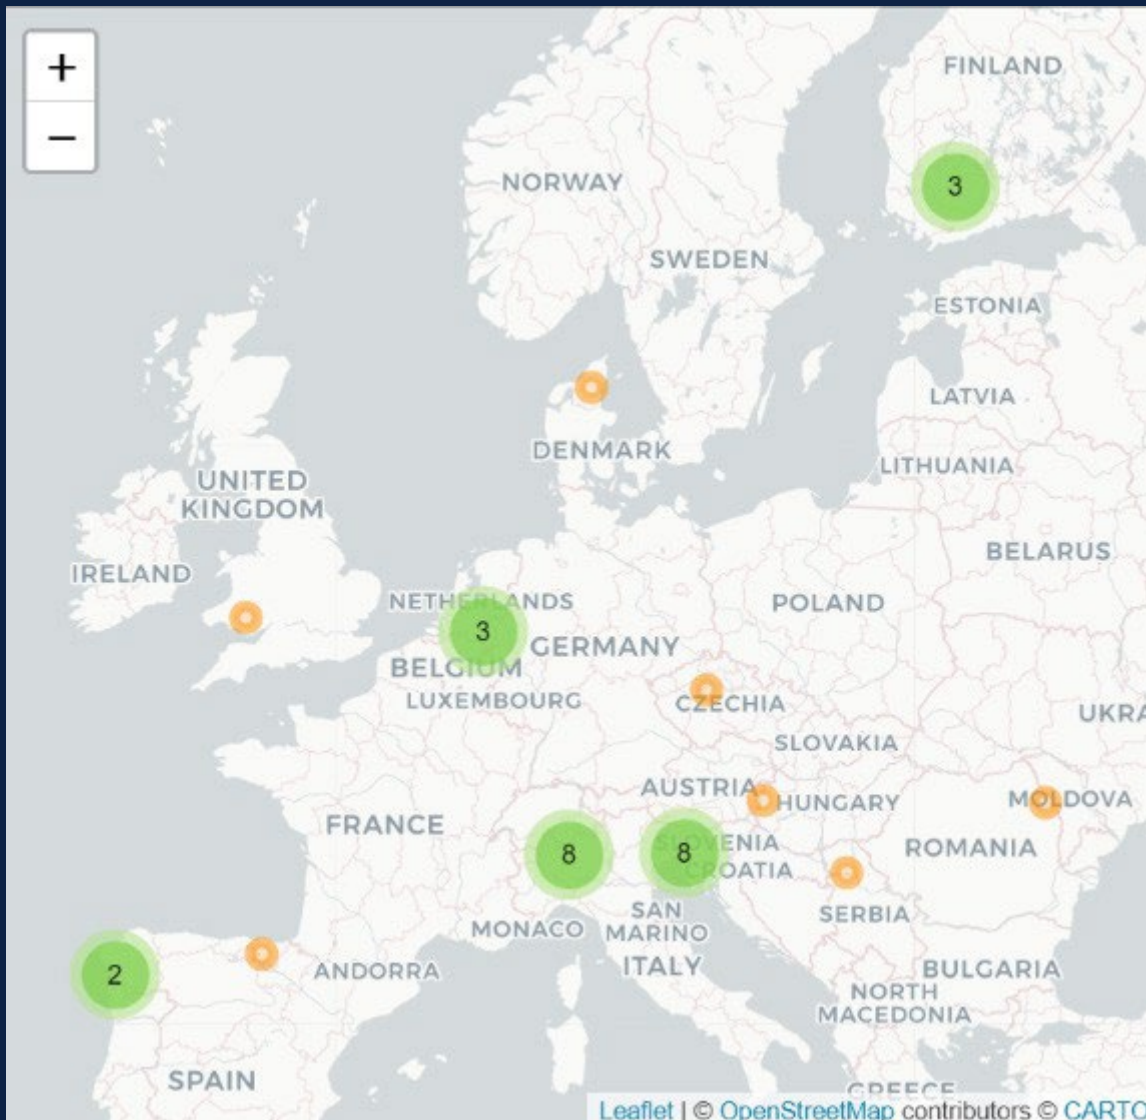 +
−
FINLAND
3
NORWAY
SWEDEN
ESTONIA
LATVIA
DENMARK
LITHUANIA
UNITED
KINGDOM
BELARUS
IRELAND
NETHERLANDS
POLAND
3
GERMANY
BELGIUM
LUXEMBOURG
CZECHIA
UKRA
SLOVAKIA
AUSTRIA
HUNGARY
MOLDOVA
FRANCE
8
8
SLOVENIA
ROMANIA
CROATIA
SERBIA
MONACO
SAN
MARINO
ITALY
2
ANDORRA
BULGARIA
NORTH
MACEDONIA
SPAIN
GREECE
Leaflet | © OpenStreetMap contributors © CARTO